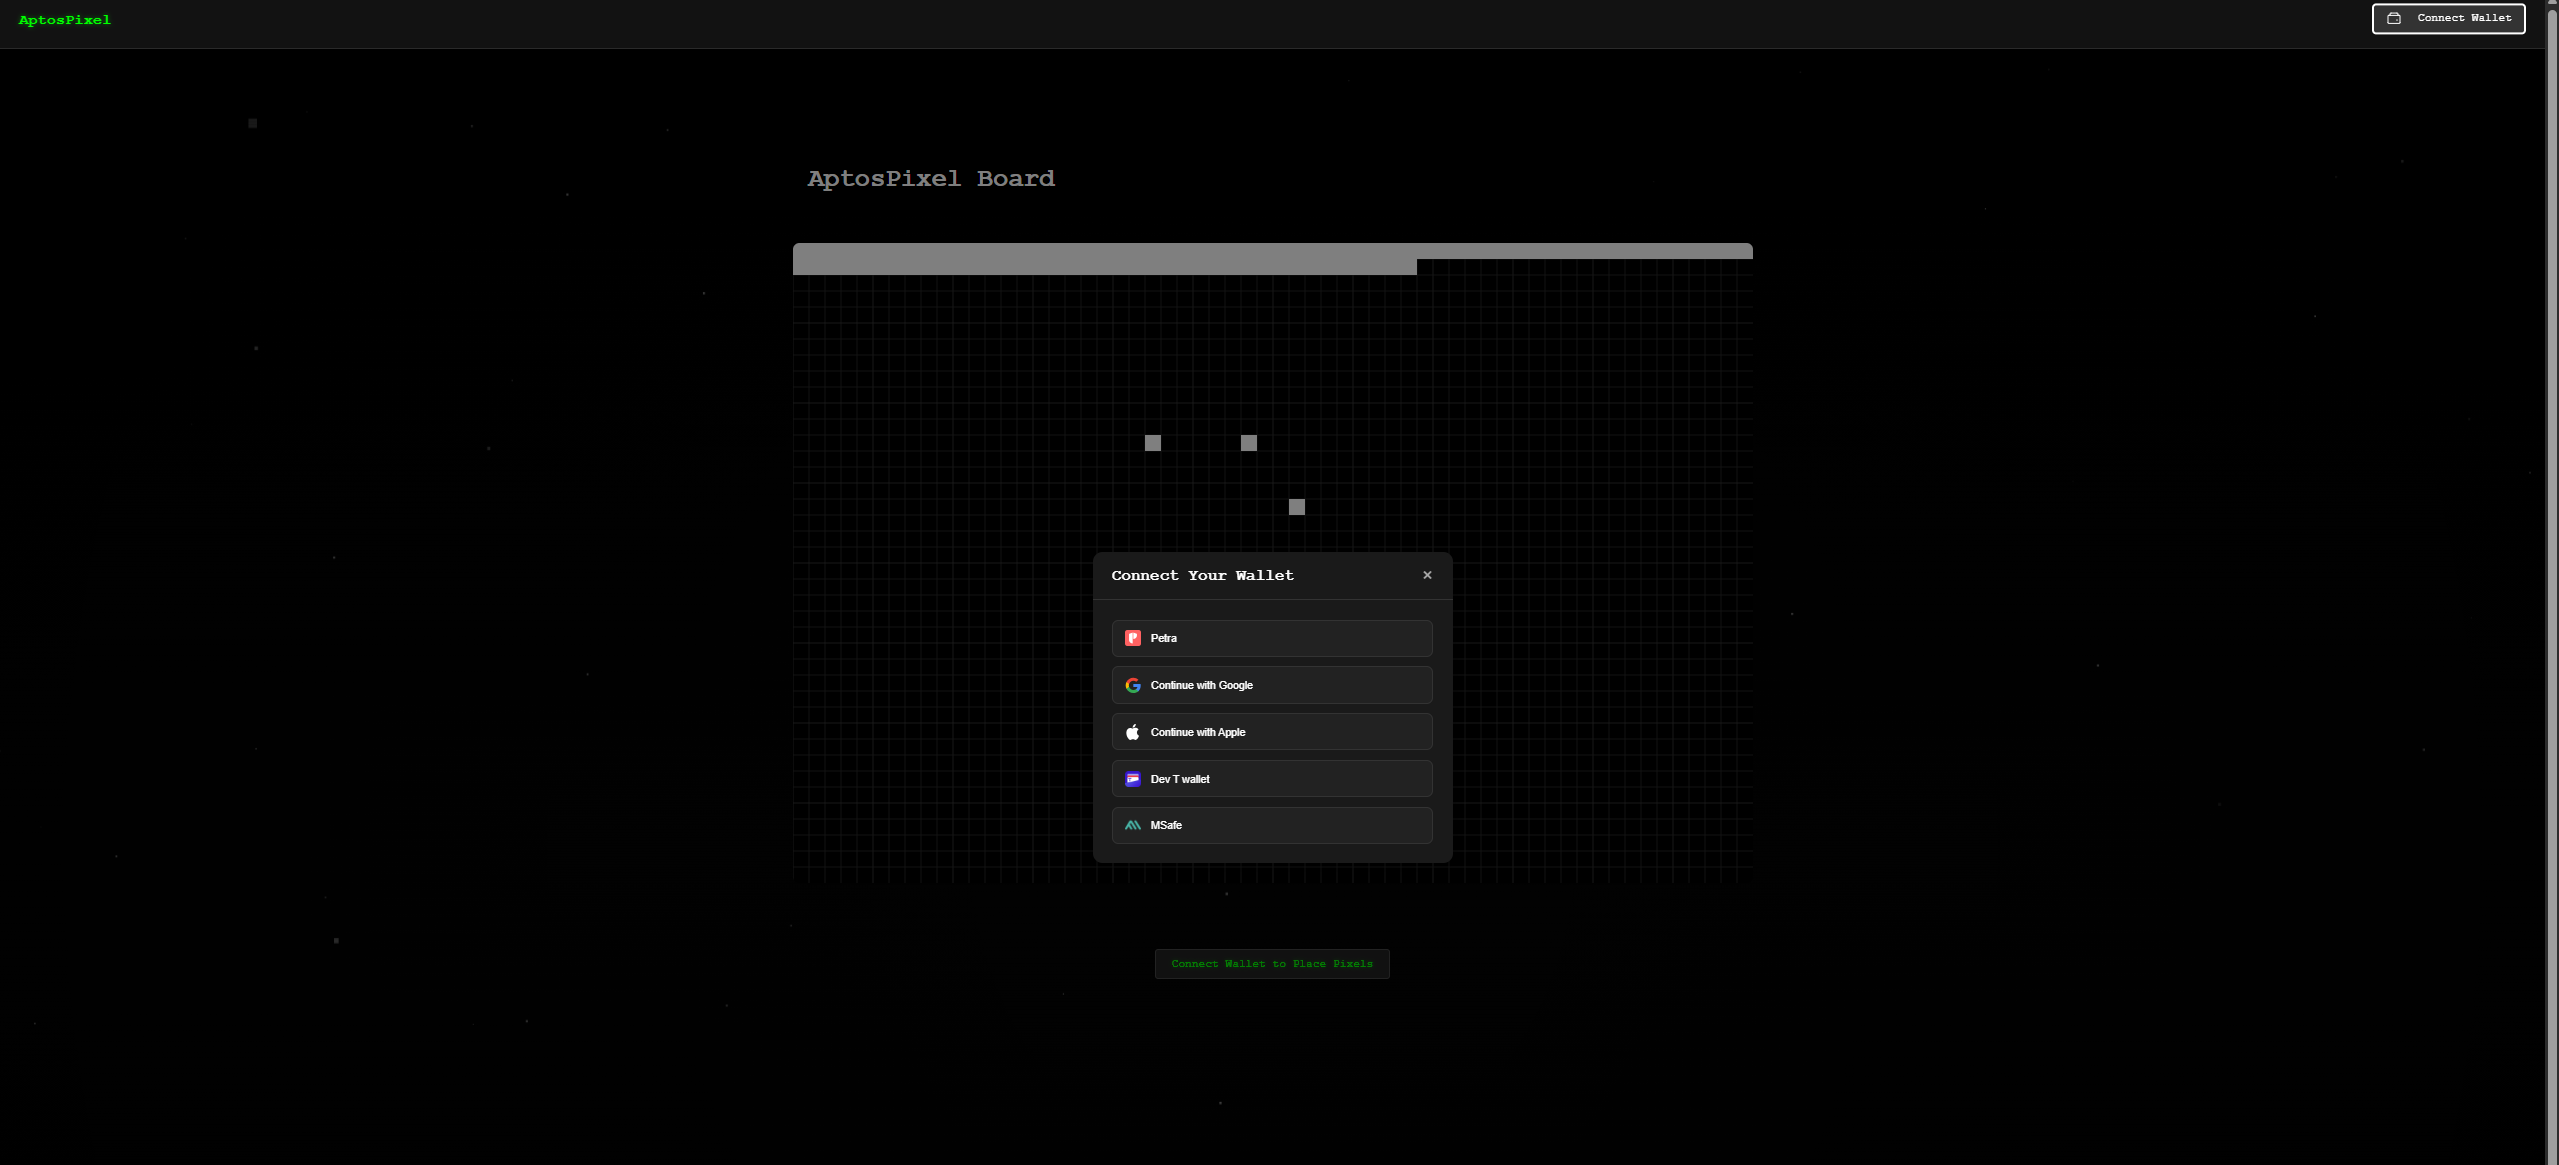 AptosPixel
Connect Wallet
AptosPixel Board
Connect Your Wallet
Petra
Continue with Google
Continue with Apple
Dev T wallet
MSafe
Connect Wallet to Place Pixels